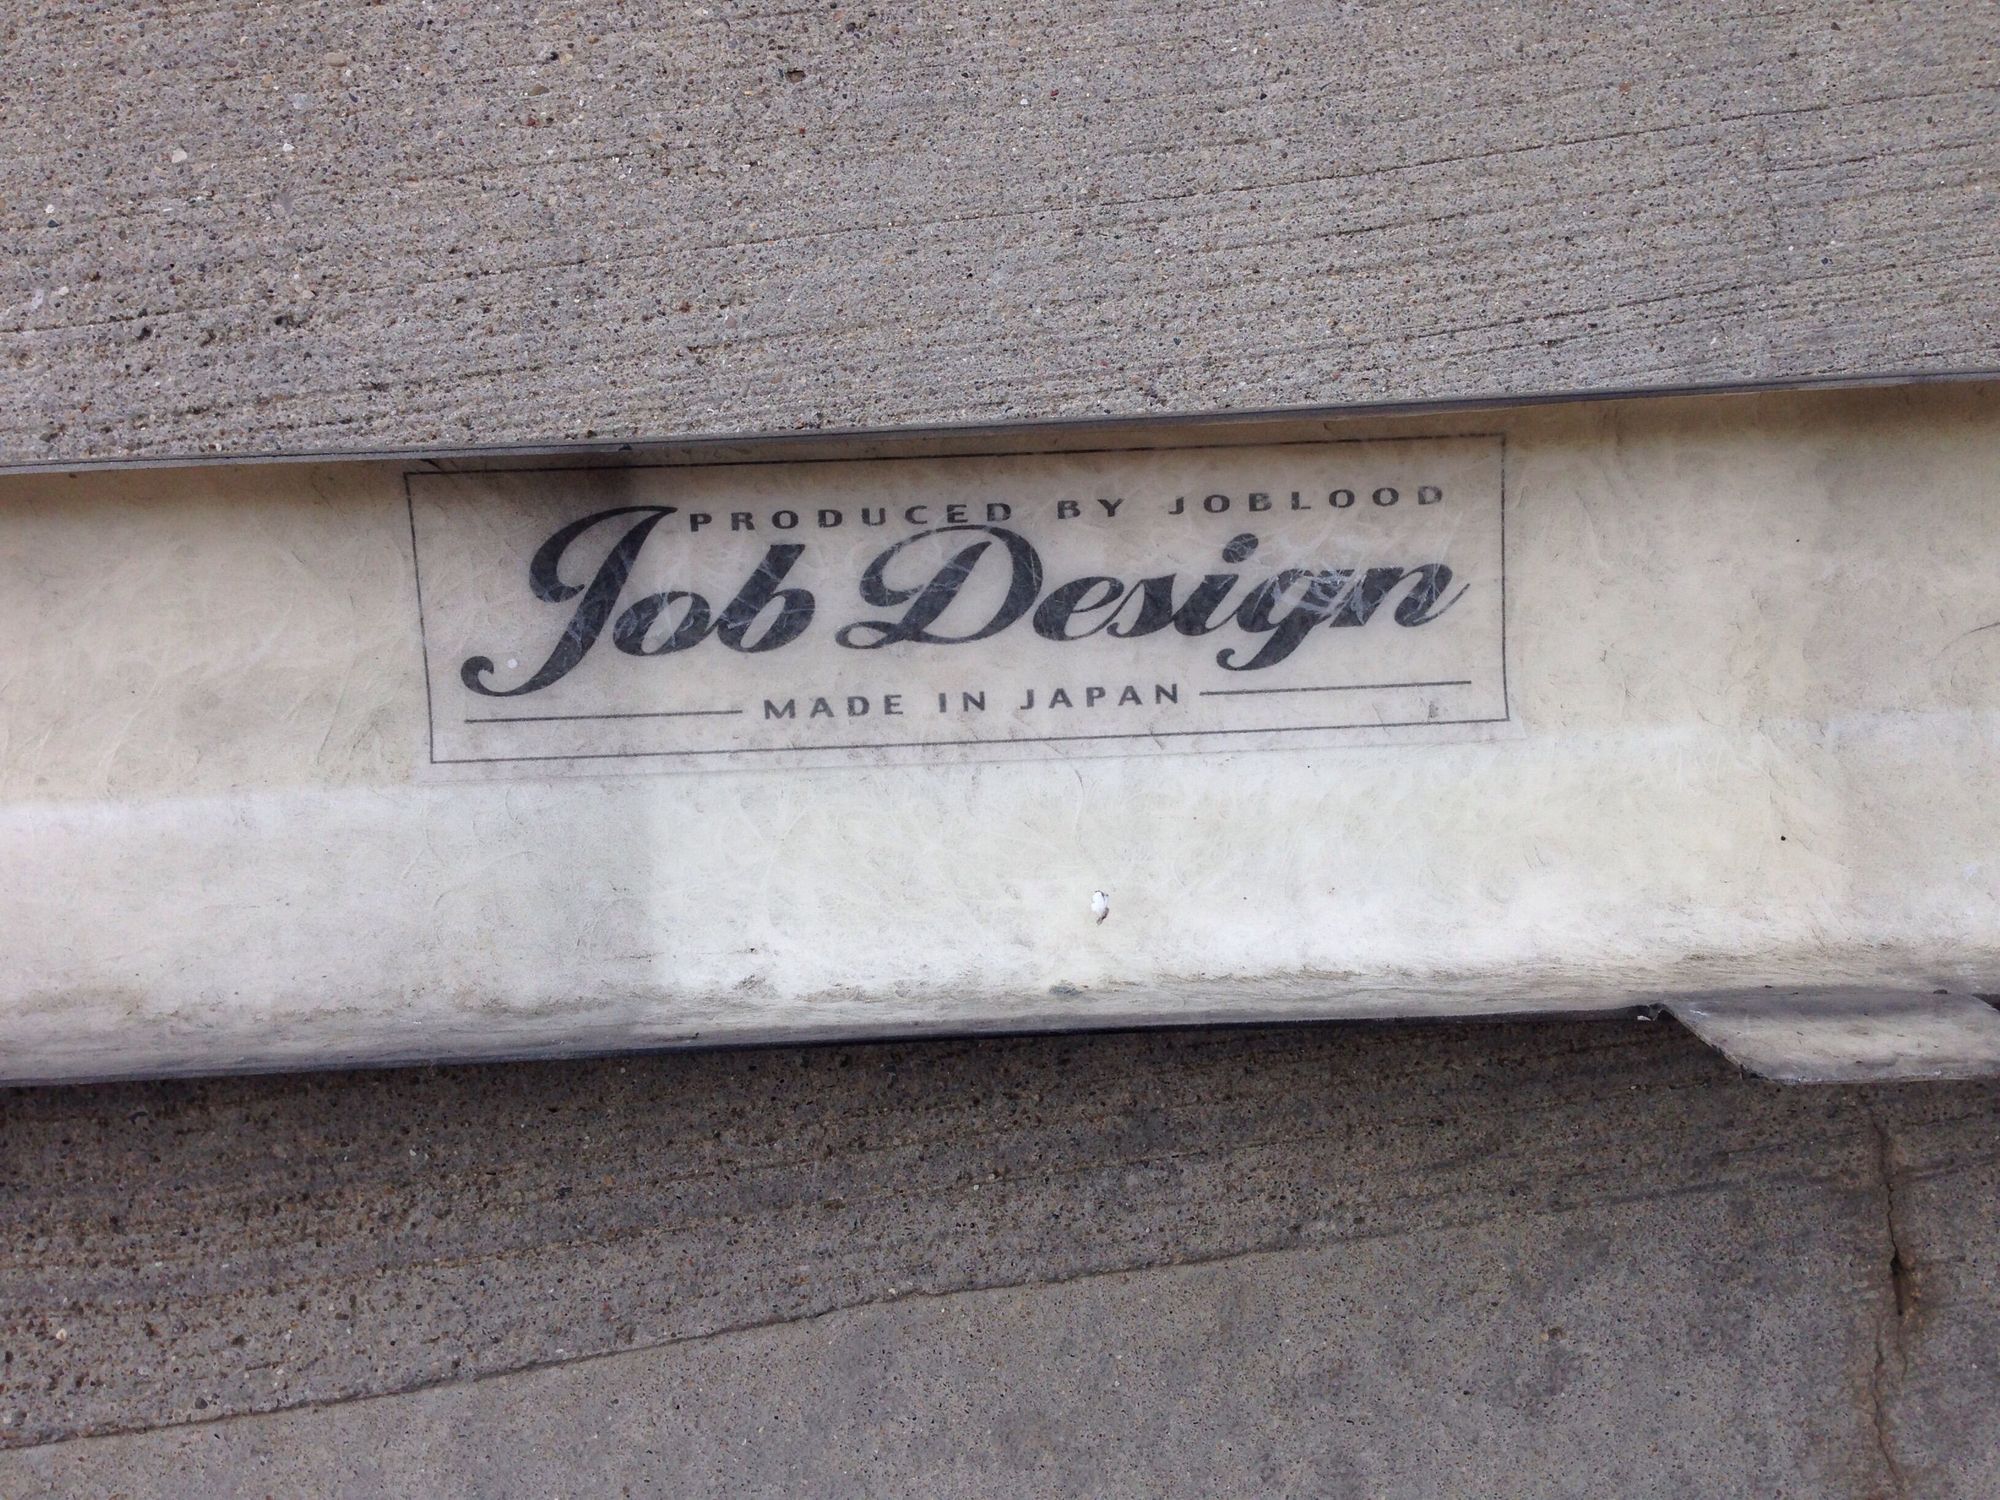 PRODUCED BY JOBLOOD
Job Design
MADE IN JAPAN